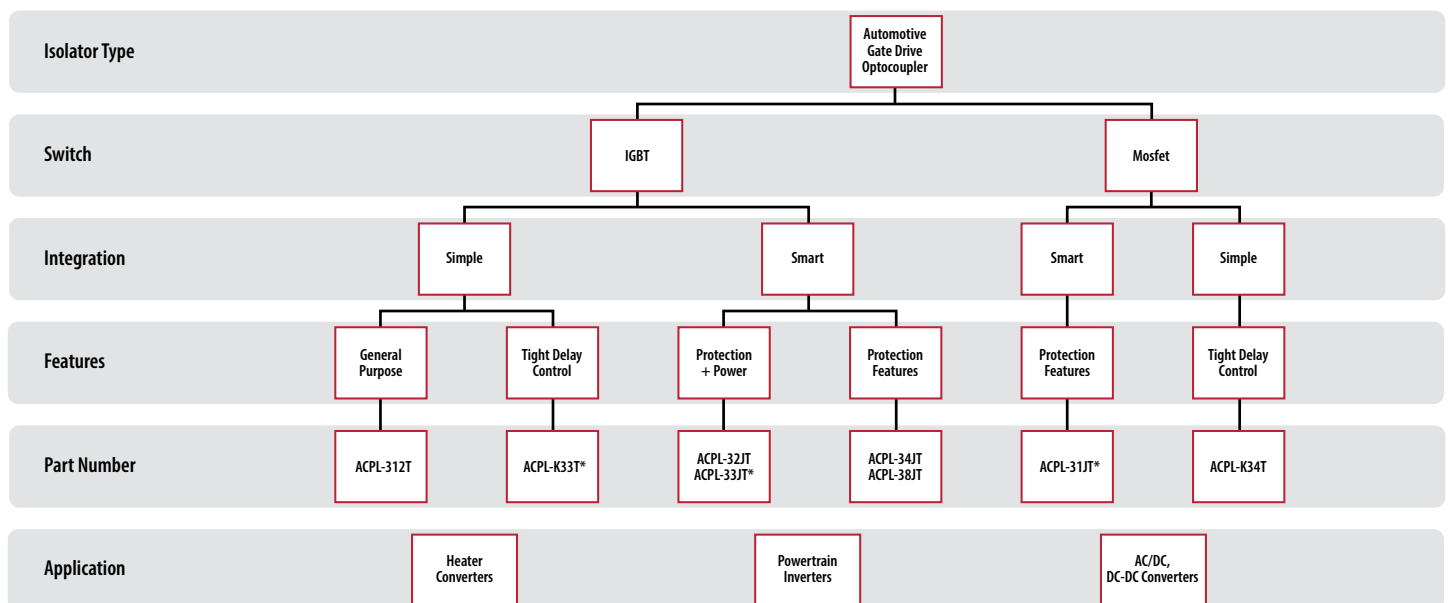 Isolator Type
Automotive
Gate Drive
Optocoupler
Switch
IGBT
Mosfet
Integration
Simple
Smart
Smart
Simple
Features
General
Purpose
Tight Delay
Control
Protection
+ Power
Protection
Features
Protection
Features
Tight Delay
Control
Part Number
ACPL-312T
ACPL-K33T*
ACPL-32JT
ACPL-33JT*
ACPL-34JT
ACPL-38JT
ACPL-31JT*
ACPL-K34T
Application
Heater
Converters
Powertrain
Inverters
AC/DC,
DC-DC Converters